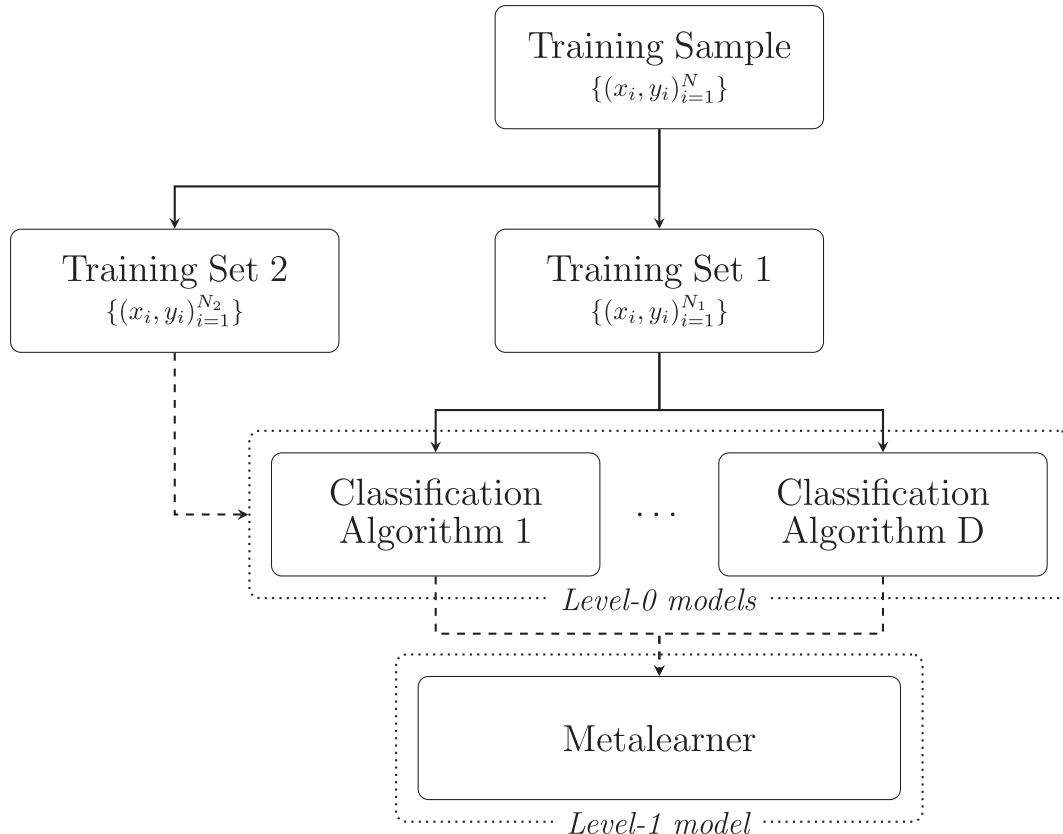 Training Sample
$\{(x_i, y_i)_{i=1}^{N}\}$
Training Set 2
$\{(x_i, y_i)_{i=1}^{N_2}\}$
Training Set 1
$\{(x_i, y_i)_{i=1}^{N_1}\}$
Classification
Algorithm 1
. . .
Classification
Algorithm D
Level-0 models
Metalearner
Level-1 model